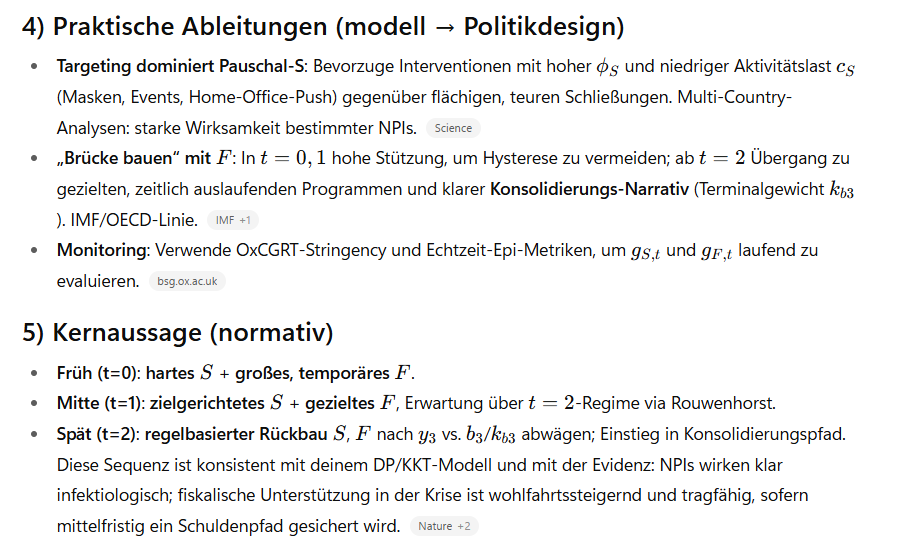 4) Praktische Ableitungen (modell → Politikdesign)
• Targeting dominiert Pauschal-S: Bevorzuge Interventionen mit hoher ϕ_S und niedriger Aktivitätslast c_S
(Masken, Events, Home-Office-Push) gegenüber flächigen, teuren Schließungen. Multi-Country-
Analysen: starke Wirksamkeit bestimmter NPIs. Science
• „Brücke bauen“ mit F: In t = 0, 1 hohe Stützung, um Hysterese zu vermeiden; ab t = 2 Übergang zu
gezielten, zeitlich auslaufenden Programmen und klarer Konsolidierungs-Narrativ (Terminalgewicht k_{b3}
). IMF/OECD-Linie. IMF +1
• Monitoring: Verwende OxCGRT-Stringency und Echtzeit-Epi-Metriken, um g_{S,t} und g_{F,t} laufend zu
evaluieren. bsg.ox.ac.uk
5) Kernaussage (normativ)
• Früh (t=0): hartes S + großes, temporäres F.
• Mitte (t=1): zielgerichtetes S + gezieltes F, Erwartung über t = 2-Regime via Rouwenhorst.
• Spät (t=2): regelbasierter Rückbau S, F nach y_3 vs. b_3/k_{b3} abwägen; Einstieg in Konsolidierungspfad.
Diese Sequenz ist konsistent mit deinem DP/KKT-Modell und mit der Evidenz: NPIs wirken klar
infektiologisch; fiskalische Unterstützung in der Krise ist wohlfahrtssteigernd und tragfähig, sofern
mittelfristig ein Schuldenpfad gesichert wird. Nature +2